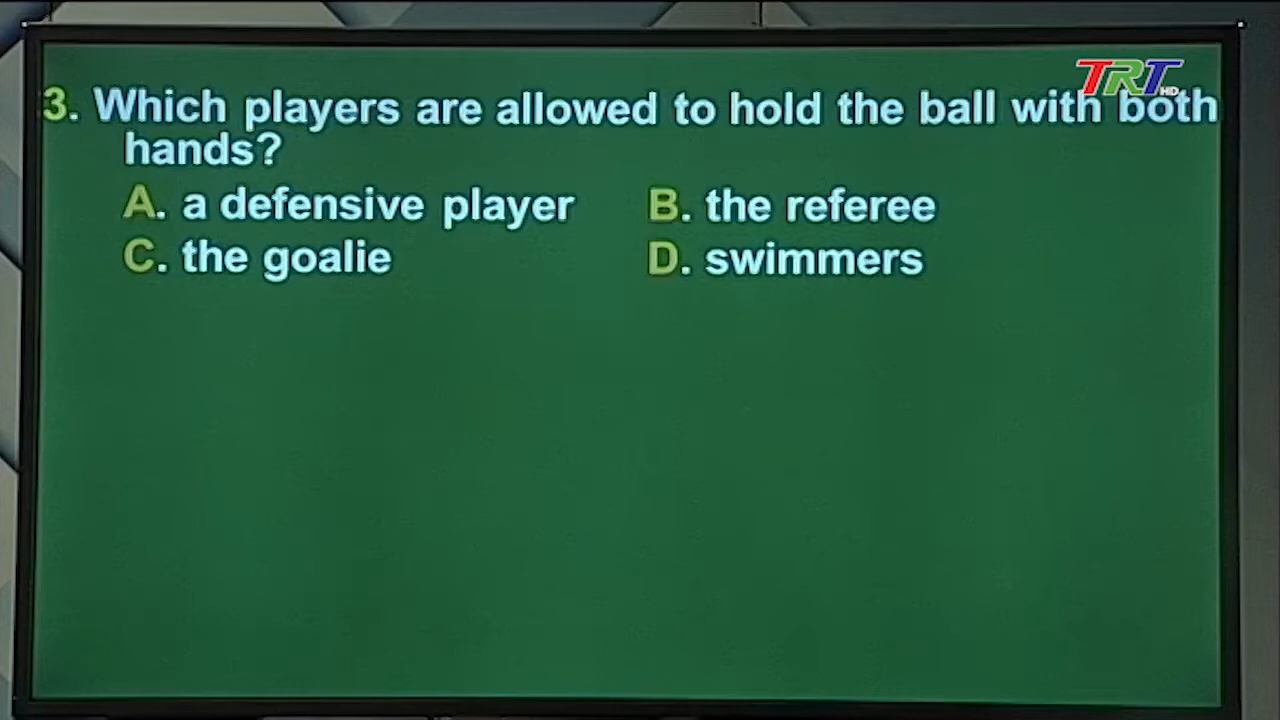 TRT HD
3. Which players are allowed to hold the ball with both
hands?
A. a defensive player B. the referee
C. the goalie D. swimmers